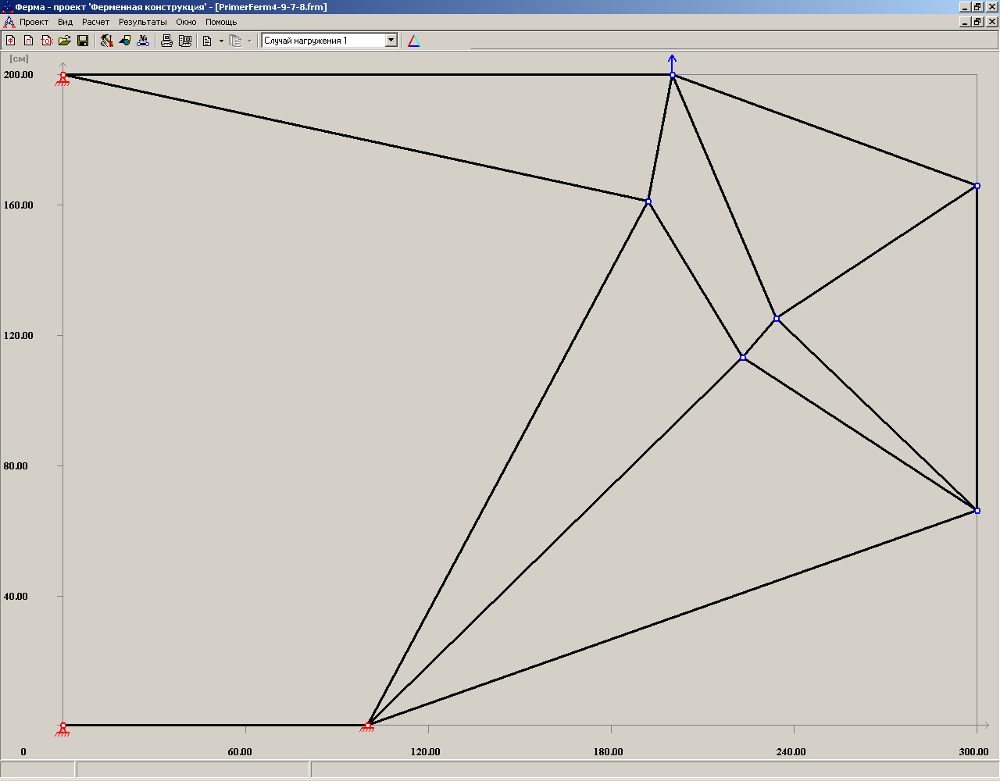 Ферма - проект 'Ферменная конструкция' - [PrimerFerm4-9-7-8.frm]
Проект Вид Расчет Результаты Окно Помощь
П ТОК № Случай нагружения 1
[см]
200.00
160.00
120.00
80.00
40.00
0 60.00 120.00 180.00 240.00 300.00